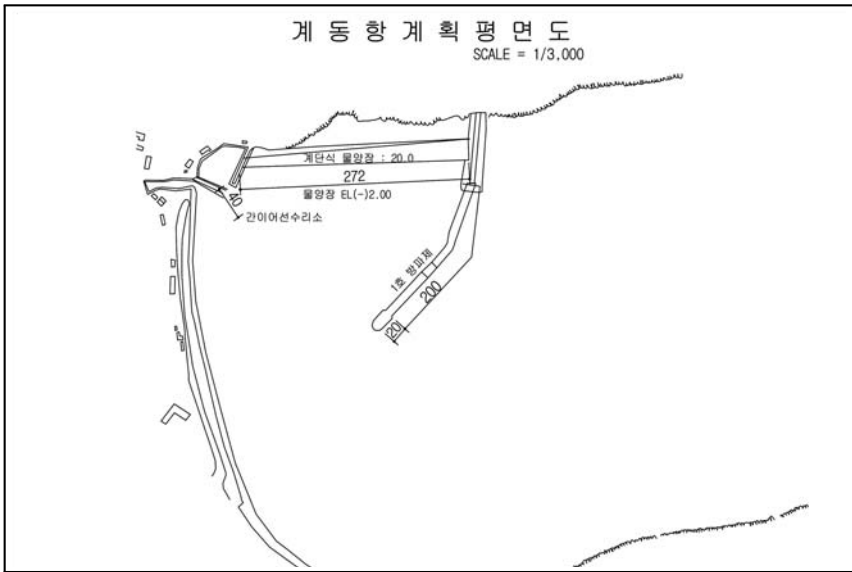 계 동 항 계 획 평 면 도
SCALE = 1/3,000
계단식 물양장 : 20.0
272
물양장 EL(-)2.00
40
간이어선수리소
1호 방파제
200
(20)